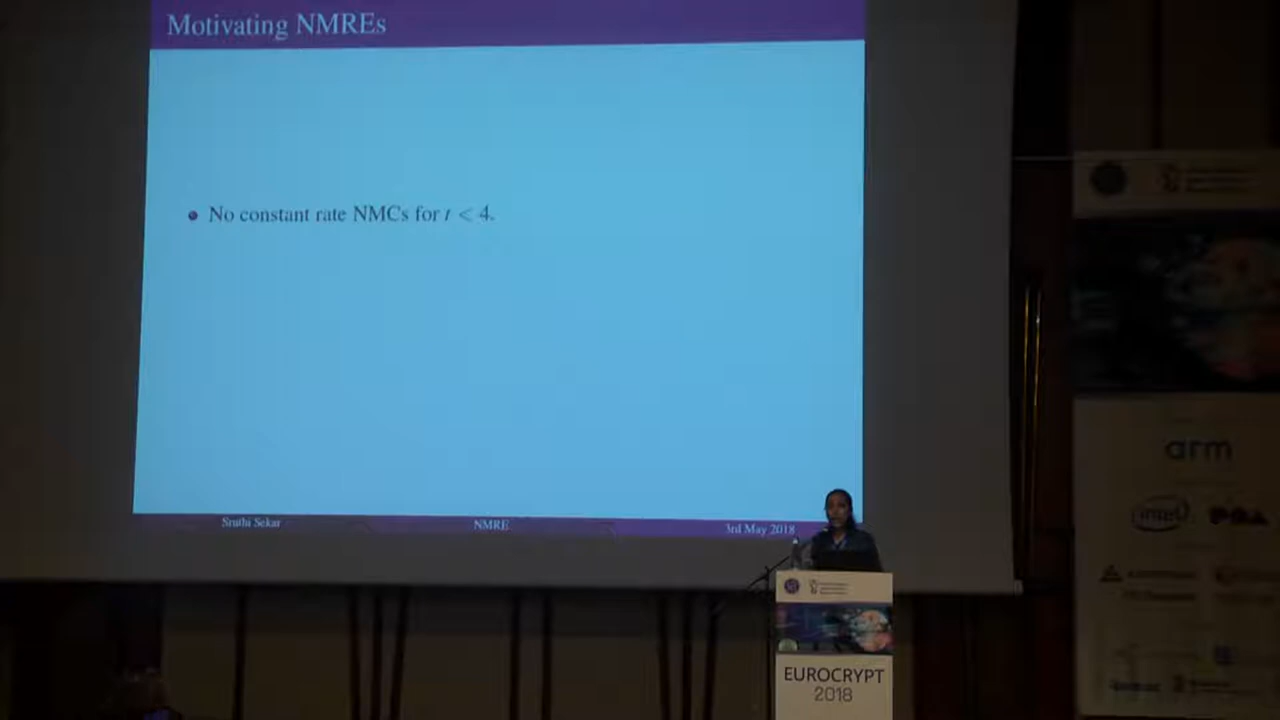 Motivating NMREs
No constant rate NMCs for t < 4.
Sruthi Sekar
NMRE
3rd May 2018
arm
intel
EUROCRYPT
2018